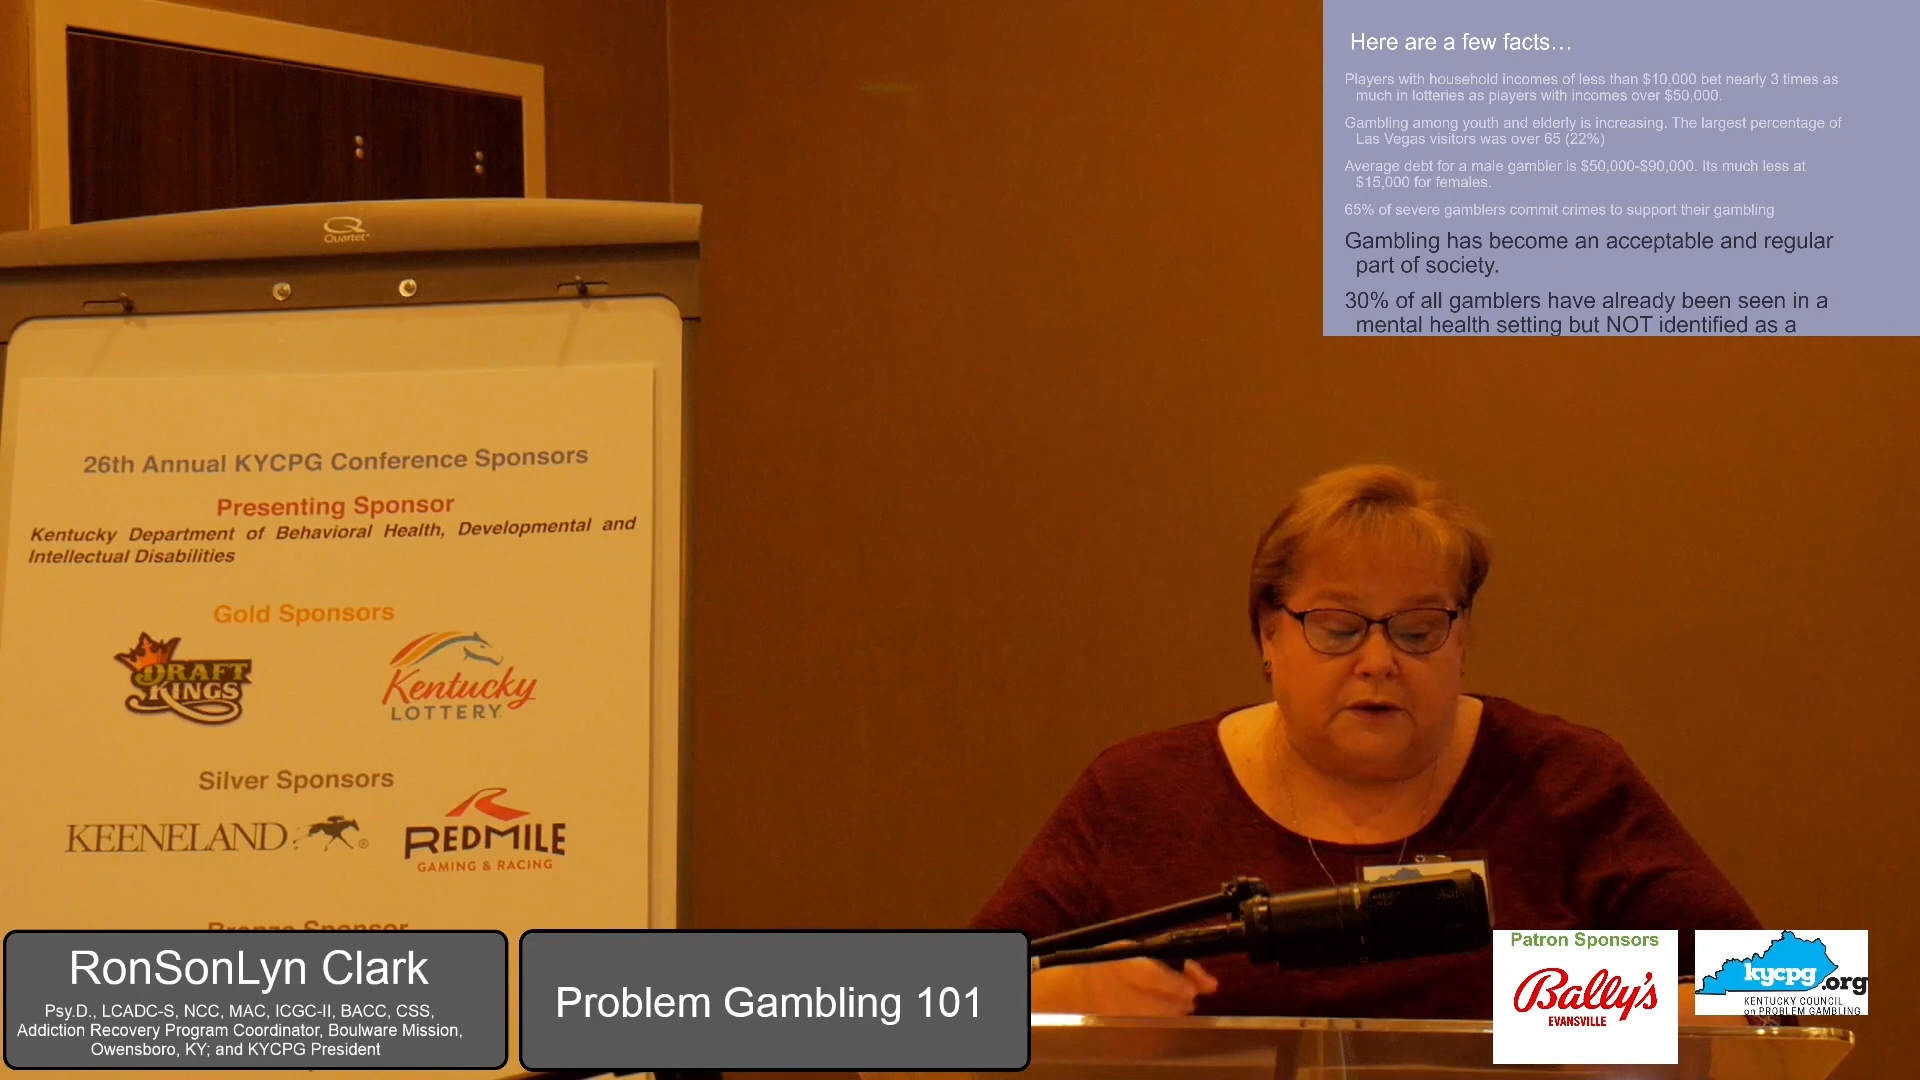 Here are a few facts…
Players with household incomes of less than $10,000 bet nearly 3 times as
much in lotteries as players with incomes over $50,000.
Gambling among youth and elderly is increasing. The largest percentage of
Las Vegas visitors was over 65 (22%)
Average debt for a male gambler is $50,000-$90,000. Its much less at
$15,000 for females.
65% of severe gamblers commit crimes to support their gambling
Gambling has become an acceptable and regular
part of society.
30% of all gamblers have already been seen in a
mental health setting but NOT identified as a
Quartet
26th Annual KYCPG Conference Sponsors
Presenting Sponsor
Kentucky Department of Behavioral Health, Developmental and
Intellectual Disabilities
Gold Sponsors
DRAFT
KINGS
Kentucky
LOTTERY
Silver Sponsors
KEENELAND
REDMILE
GAMING & RACING
Bronze Sponsor
RonSonLyn Clark
Psy.D., LCADC-S, NCC, MAC, ICGC-II, BACC, CSS,
Addiction Recovery Program Coordinator, Boulware Mission,
Owensboro, KY; and KYCPG President
Problem Gambling 101
Patron Sponsors
Bally's
EVANSVILLE
kycpg.org
KENTUCKY COUNCIL
on PROBLEM GAMBLING